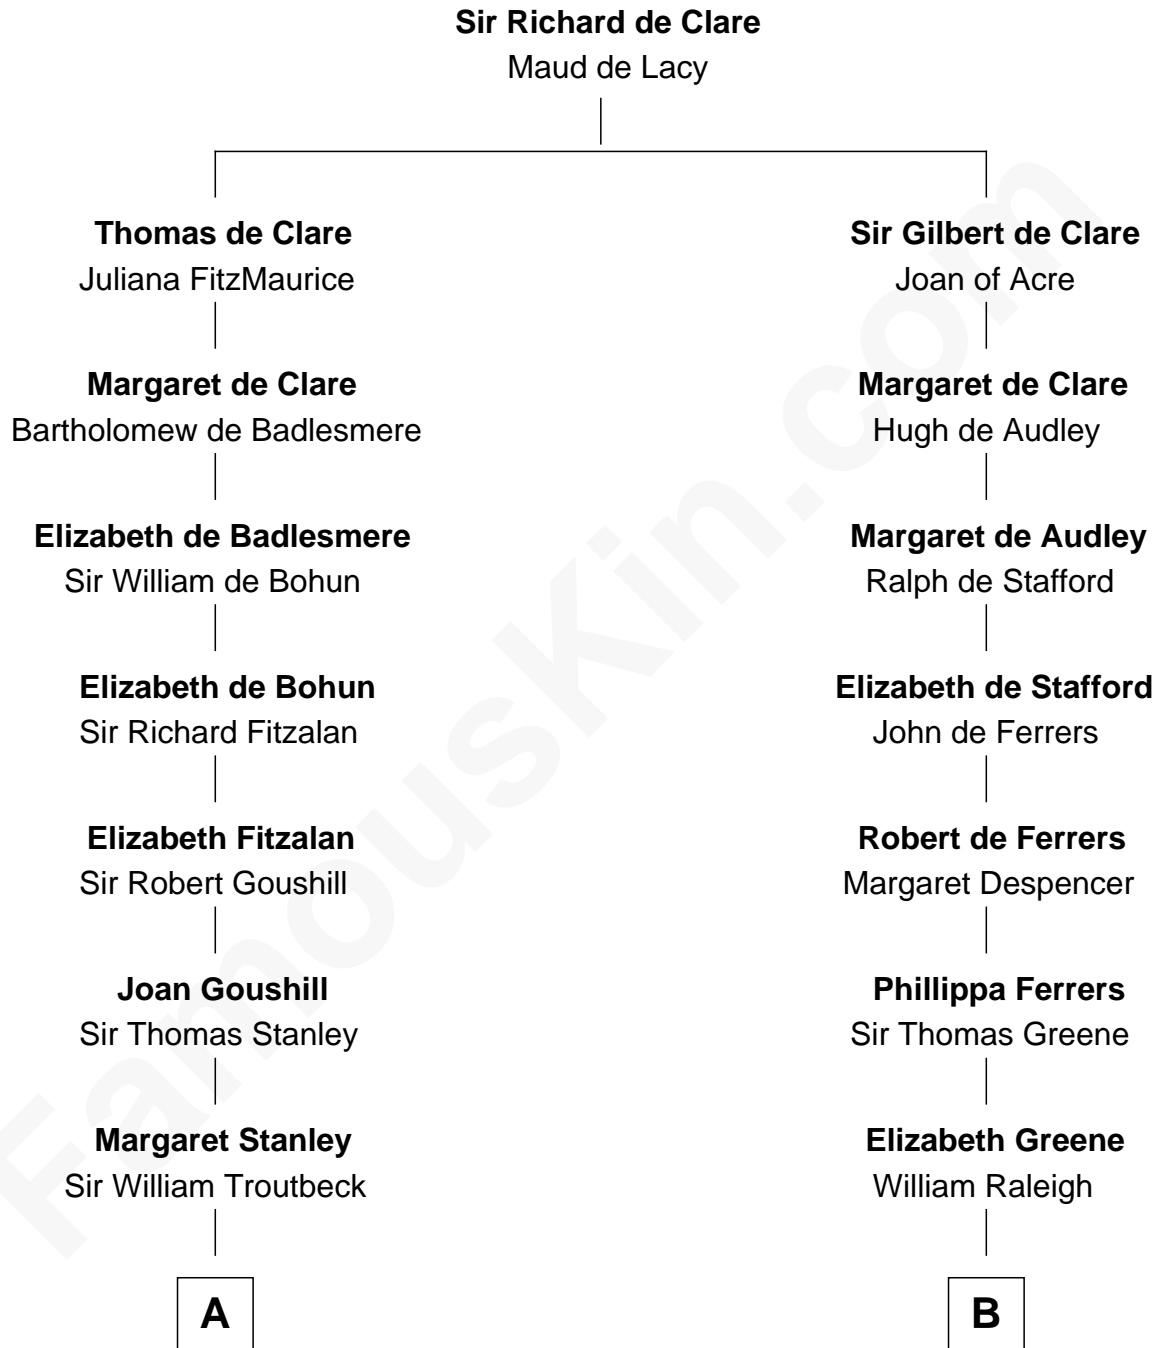 Sir Richard de Clare
Maud de Lacy
Thomas de Clare
Juliana FitzMaurice
Margaret de Clare
Bartholomew de Badlesmere
Elizabeth de Badlesmere
Sir William de Bohun
Elizabeth de Bohun
Sir Richard Fitzalan
Elizabeth Fitzalan
Sir Robert Goushill
Joan Goushill
Sir Thomas Stanley
Margaret Stanley
Sir William Troutbeck
A
Sir Gilbert de Clare
Joan of Acre
Margaret de Clare
Hugh de Audley
Margaret de Audley
Ralph de Stafford
Elizabeth de Stafford
John de Ferrers
Robert de Ferrers
Margaret Despencer
Phillippa Ferrers
Sir Thomas Greene
Elizabeth Greene
William Raleigh
B
FamousKin.com